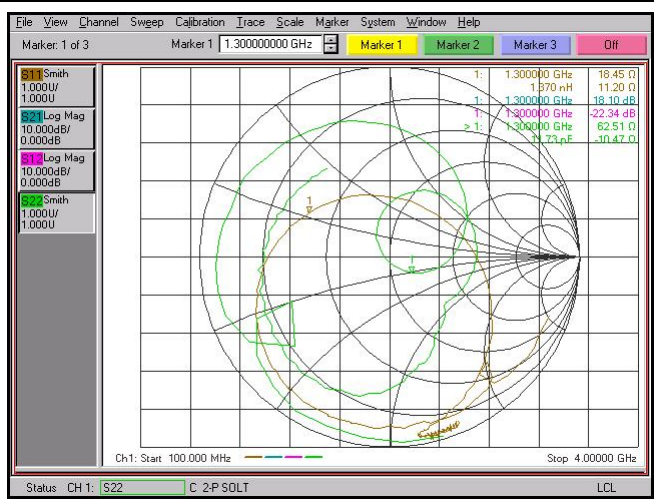 File View Channel Sweep Calibration Trace Scale Marker System Window Help
Marker: 1 of 3 Marker 1 1.300000000 GHz Marker 1 Marker 2 Marker 3 Off
S11 Smith
1.000U/
1.000U
S21 Log Mag
10.000dB/
0.000dB
S12 Log Mag
10.000dB/
0.000dB
S22 Smith
1.000U/
1.000U
1: 1.300000 GHz 18.45 Ω
1.370 nH 11.20 Ω
1: 1.300000 GHz 18.10 dB
1: 1.300000 GHz -22.34 dB
> 1: 1.300000 GHz 62.51 Ω
11.73 pF -10.47 Ω
1
1
Ch1: Start 100.000 MHz Stop 4.00000 GHz
Status CH 1: S22 C 2-P SOLT LCL